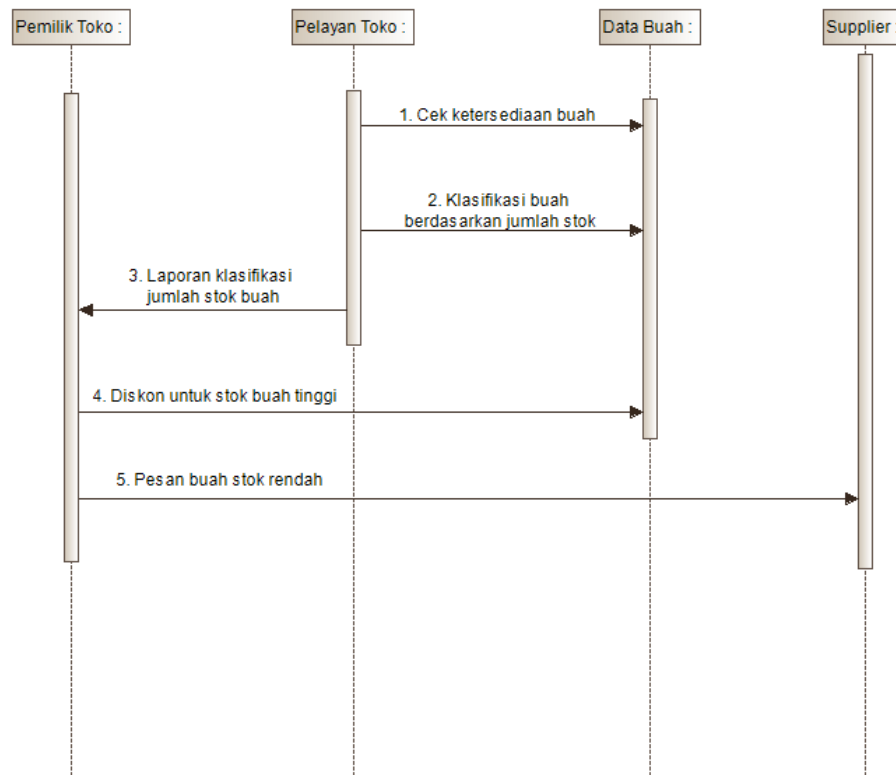 Pemilik Toko :
Pelayan Toko :
Data Buah :
Supplier :
1. Cek ketersediaan buah
2. Klasifikasi buah
berdasarkan jumlah stok
3. Laporan klasifikasi
jumlah stok buah
4. Diskon untuk stok buah tinggi
5. Pesan buah stok rendah